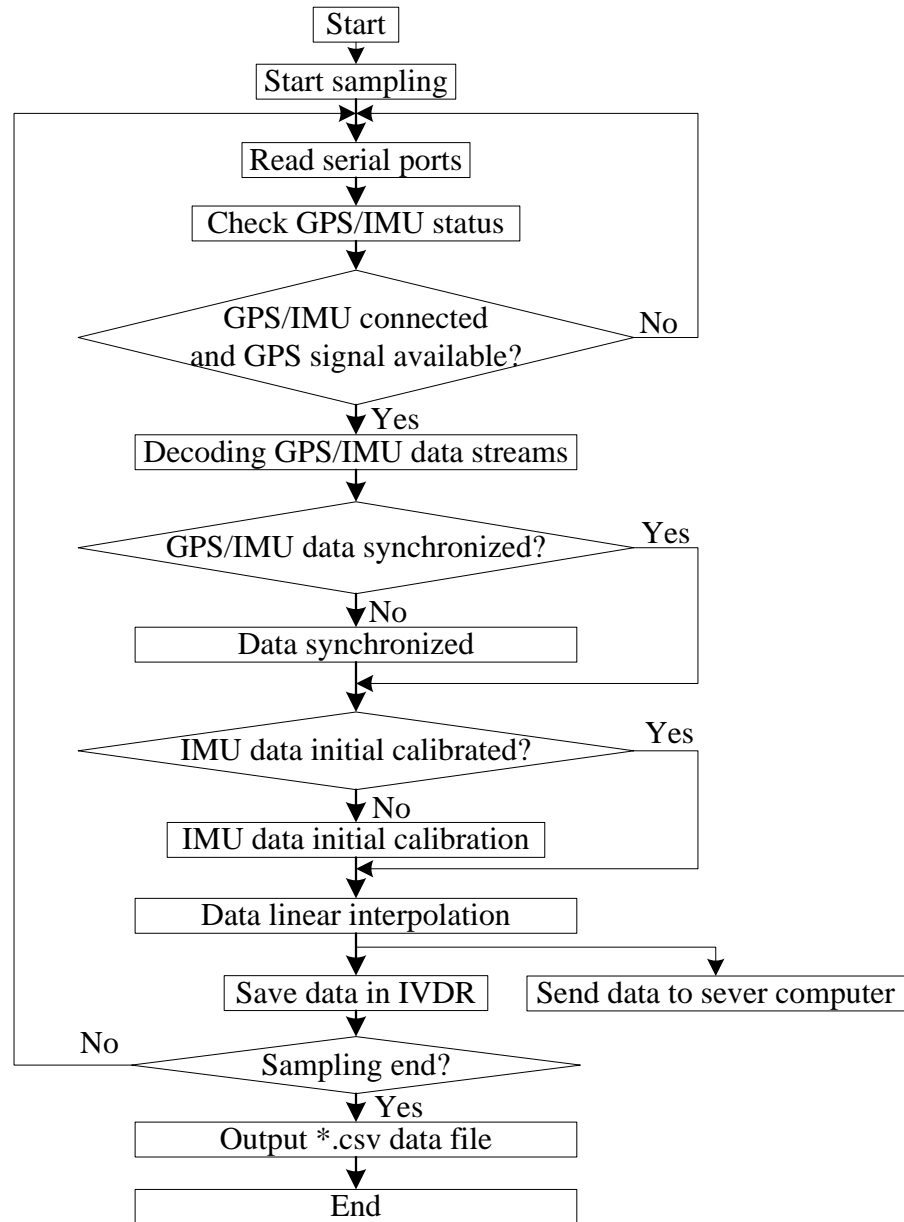 Start
Start sampling
Read serial ports
Check GPS/IMU status
GPS/IMU connected
and GPS signal available?
No
Yes
Decoding GPS/IMU data streams
GPS/IMU data synchronized?
Yes
No
Data synchronized
IMU data initial calibrated?
Yes
No
IMU data initial calibration
Data linear interpolation
Save data in IVDR
Send data to sever computer
No
Sampling end?
Yes
Output *.csv data file
End